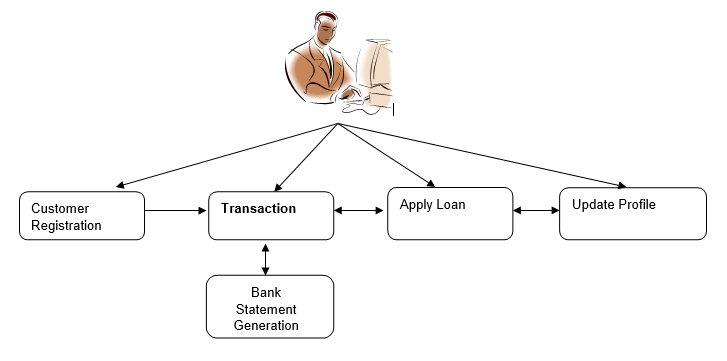 Customer
Registration
Transaction
Apply Loan
Update Profile
Bank
Statement
Generation